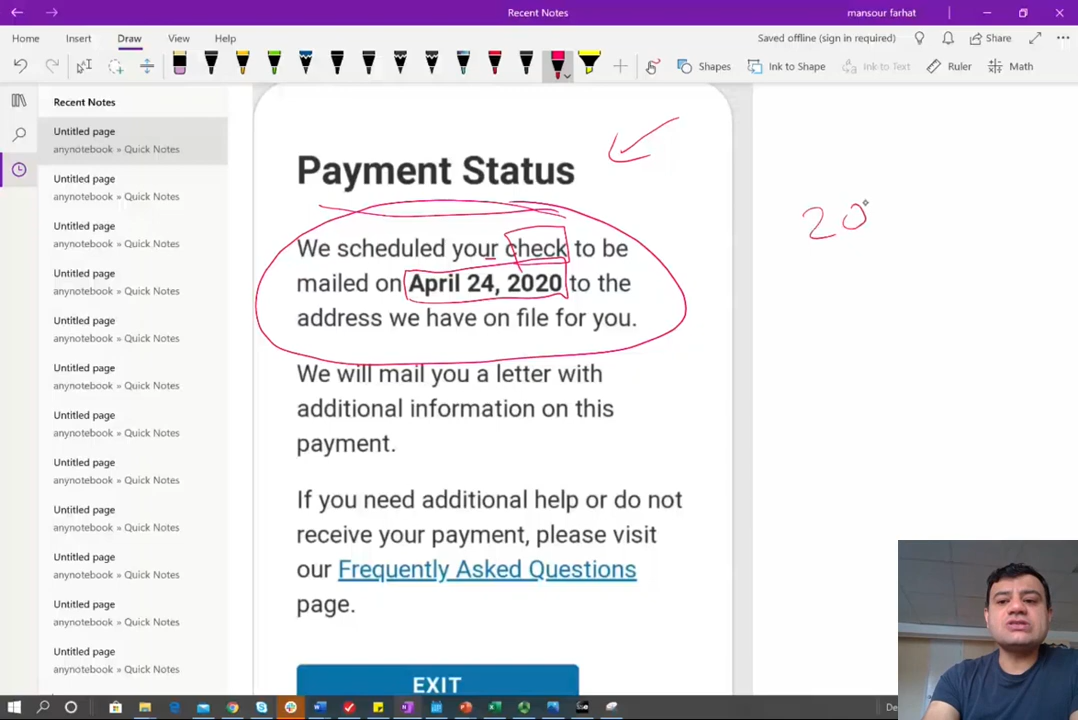 Recent Notes
mansour farhat
Home
Insert
Draw
View
Help
Saved offline (sign in required)
Share
Shapes
Ink to Shape
Ink to Text
Ruler
Math
Recent Notes
Untitled page
anynotebook » Quick Notes
Untitled page
anynotebook » Quick Notes
Untitled page
anynotebook » Quick Notes
Untitled page
anynotebook » Quick Notes
Untitled page
anynotebook » Quick Notes
Untitled page
anynotebook » Quick Notes
Untitled page
anynotebook » Quick Notes
Untitled page
anynotebook » Quick Notes
Untitled page
anynotebook » Quick Notes
Untitled page
anynotebook » Quick Notes
Untitled page
anynotebook » Quick Notes
Untitled page
Payment Status
We scheduled your check to be
mailed on April 24, 2020 to the
address we have on file for you.
We will mail you a letter with
additional information on this
payment.
If you need additional help or do not
receive your payment, please visit
our Frequently Asked Questions
page.
EXIT
20
De